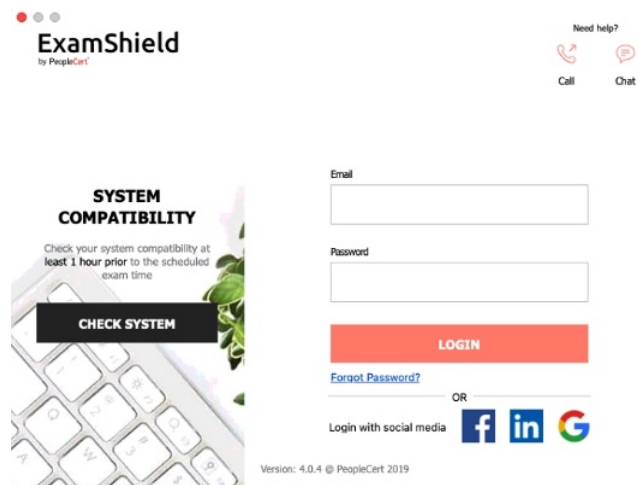 ExamShield
by PeopleCert
Need help?
Call
Chat
SYSTEM
COMPATIBILITY
Check your system compatibility at
least 1 hour prior to the scheduled
exam time
CHECK SYSTEM
Email
Password
LOGIN
Forgot Password?
OR
Login with social media
f
in
G
Version: 4.0.4 @ PeopleCert 2019